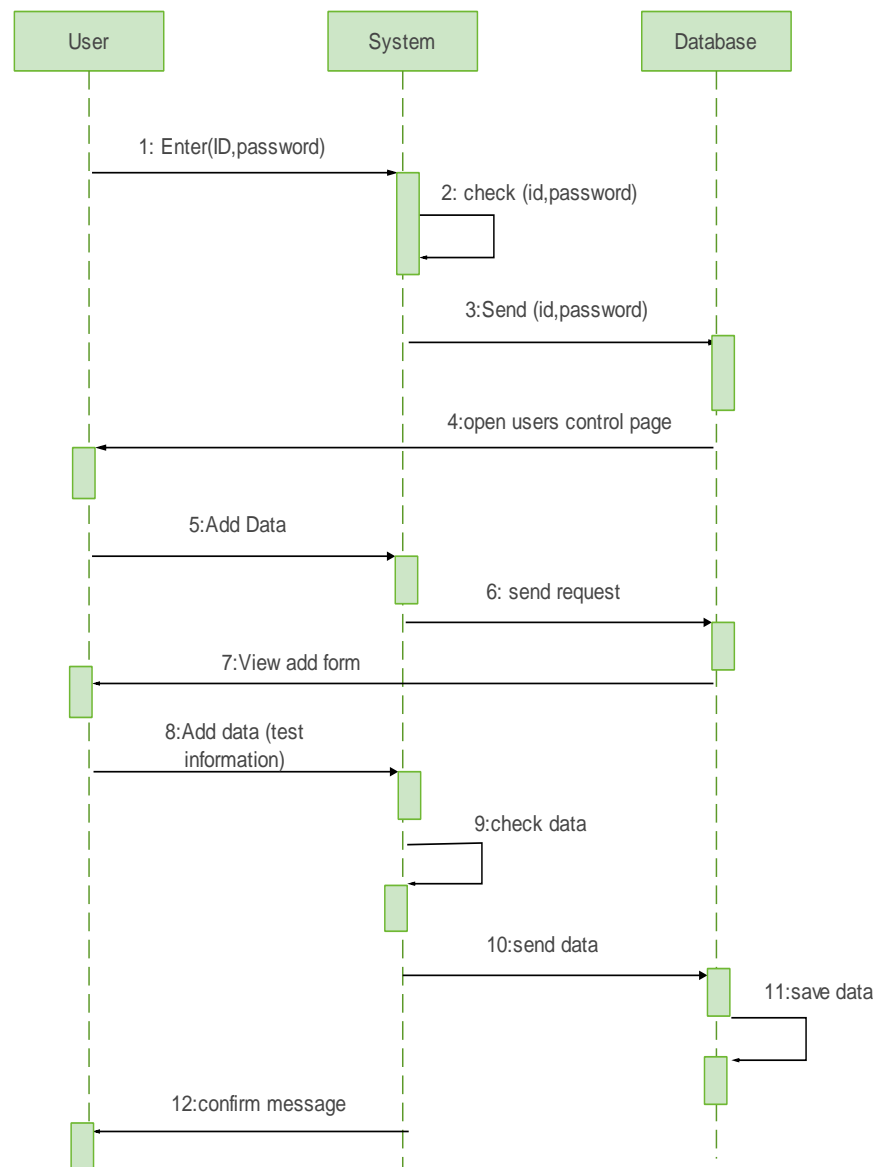 User
System
Database
1: Enter(ID,password)
2: check (id,password)
3:Send (id,password)
4:open users control page
5:Add Data
6: send request
7:View add form
8:Add data (test
information)
9:check data
10:send data
11:save data
12:confirm message